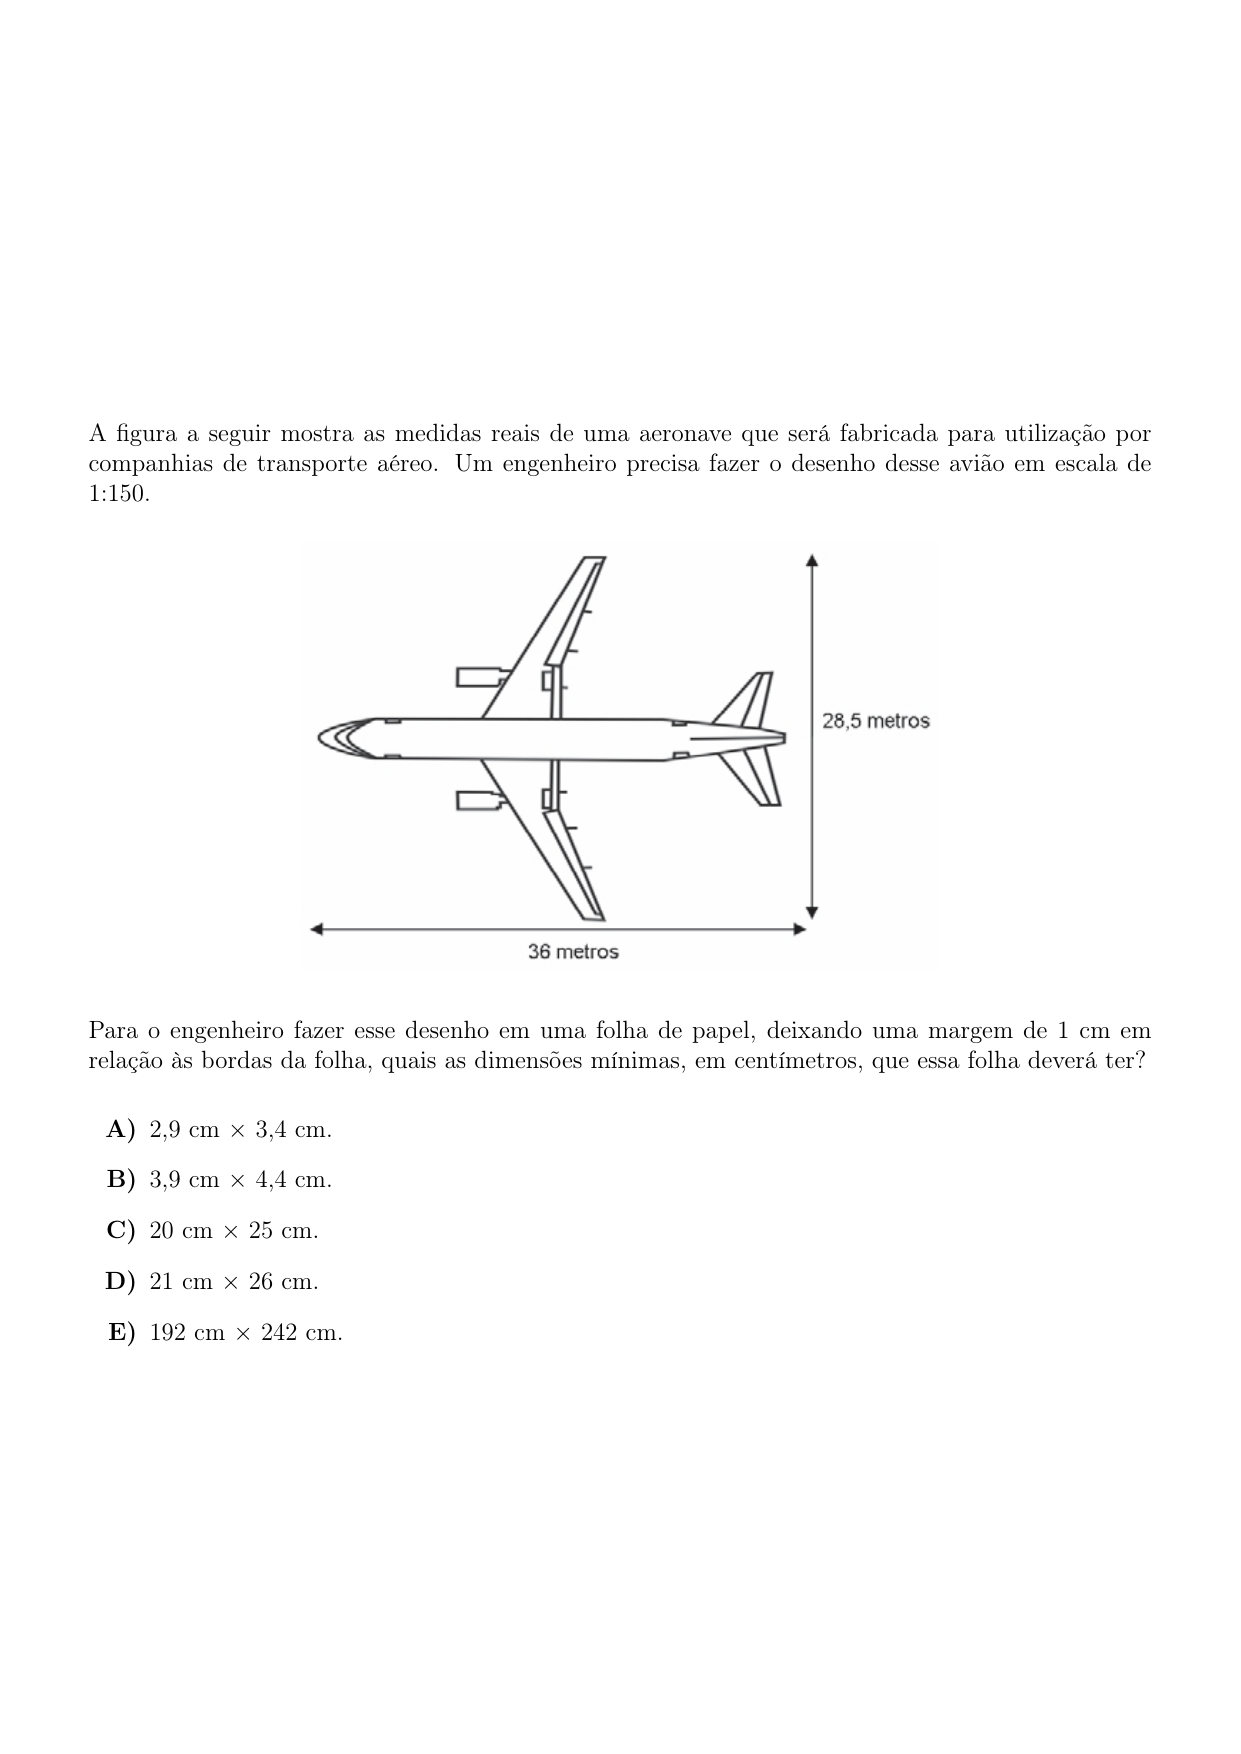 A figura a seguir mostra as medidas reais de uma aeronave que será fabricada para utilização por
companhias de transporte aéreo. Um engenheiro precisa fazer o desenho desse avião em escala de
1:150.
28,5 metros
36 metros
Para o engenheiro fazer esse desenho em uma folha de papel, deixando uma margem de 1 cm em
relação às bordas da folha, quais as dimensões mínimas, em centímetros, que essa folha deverá ter?
A) 2,9 cm × 3,4 cm.
B) 3,9 cm × 4,4 cm.
C) 20 cm × 25 cm.
D) 21 cm × 26 cm.
E) 192 cm × 242 cm.